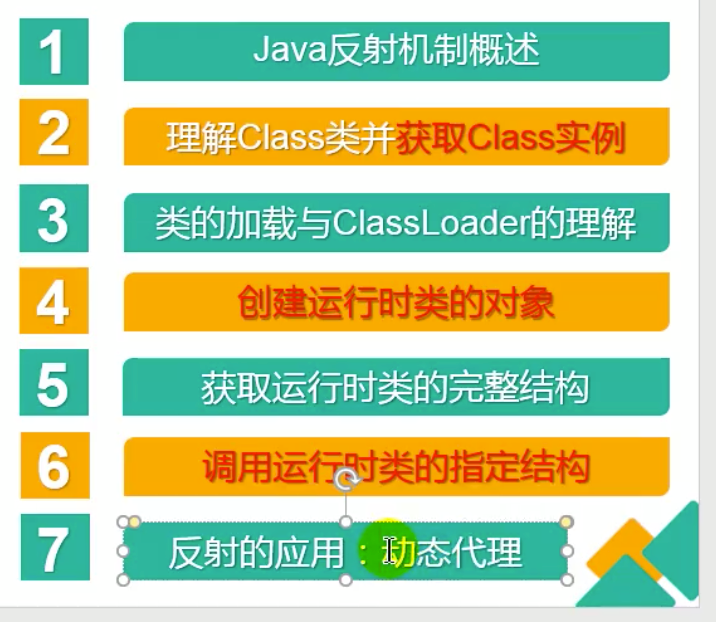 1 Java反射机制概述
2 理解Class类并获取Class实例
3 类的加载与ClassLoader的理解
4 创建运行时类的对象
5 获取运行时类的完整结构
6 调用运行时类的指定结构
7 反射的应用：动态代理